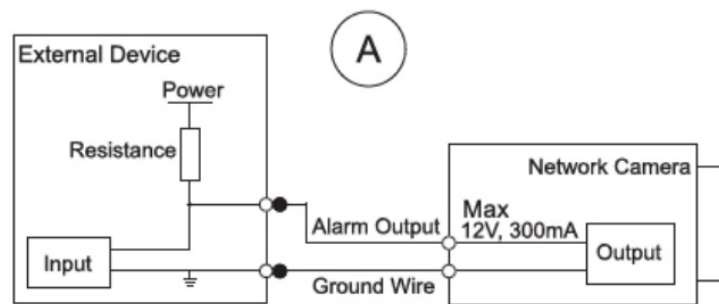 A
External Device
Power
Resistance
Network Camera
Max
Alarm Output
12V, 300mA
Output
Input
Ground Wire